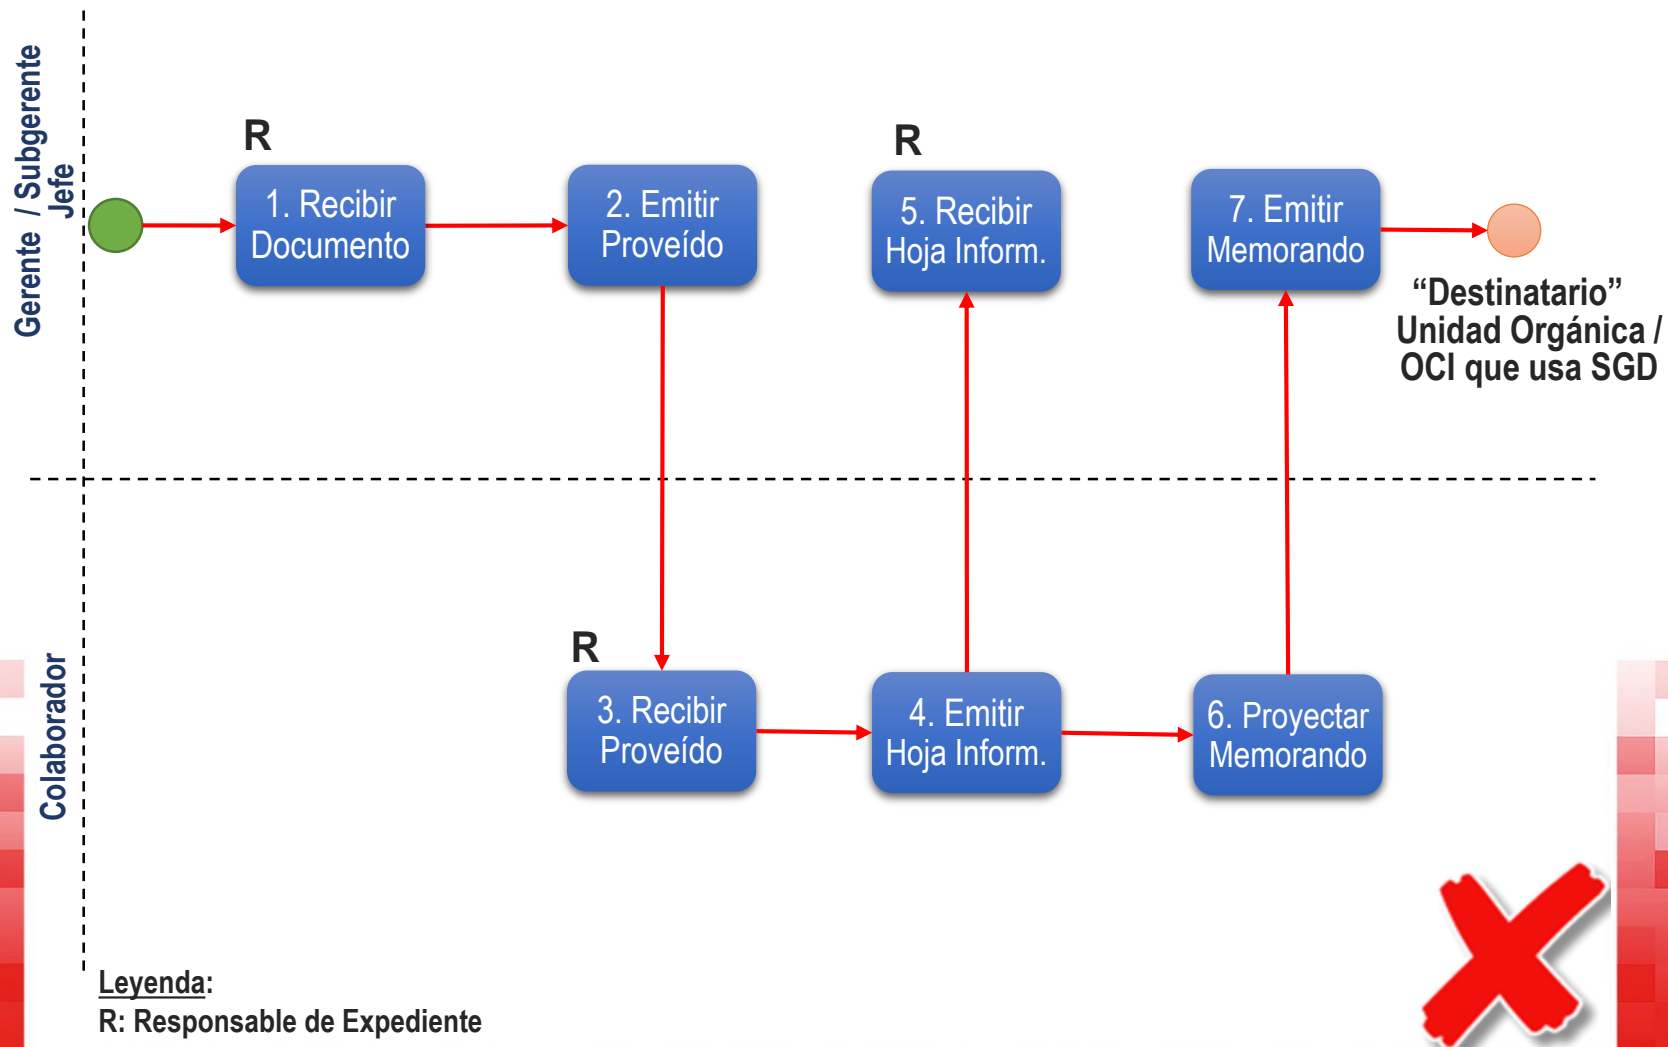 Gerente / Subgerente
Jefe
R
1. Recibir
Documento
2. Emitir
Proveído
R
5. Recibir
Hoja Inform.
7. Emitir
Memorando
“Destinatario”
Unidad Orgánica /
OCI que usa SGD
Colaborador
R
3. Recibir
Proveído
4. Emitir
Hoja Inform.
6. Proyectar
Memorando
Leyenda:
R: Responsable de Expediente